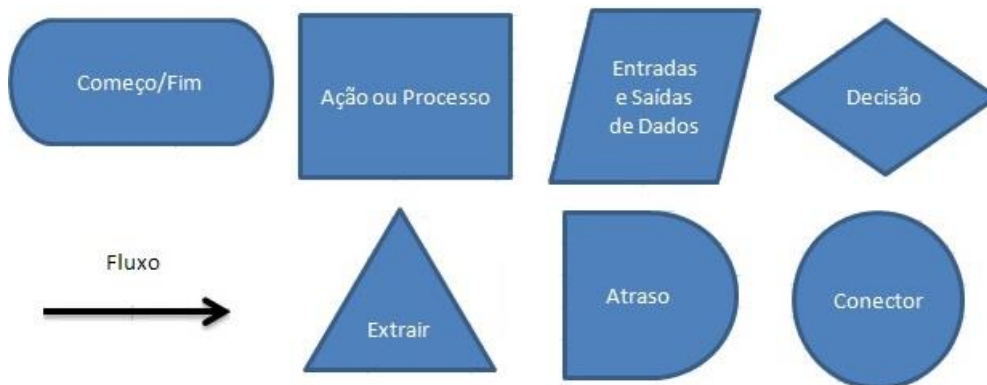 Começo/Fim
Ação ou Processo
Entradas
e Saídas
de Dados
Decisão
Fluxo
Extrair
Atraso
Conector